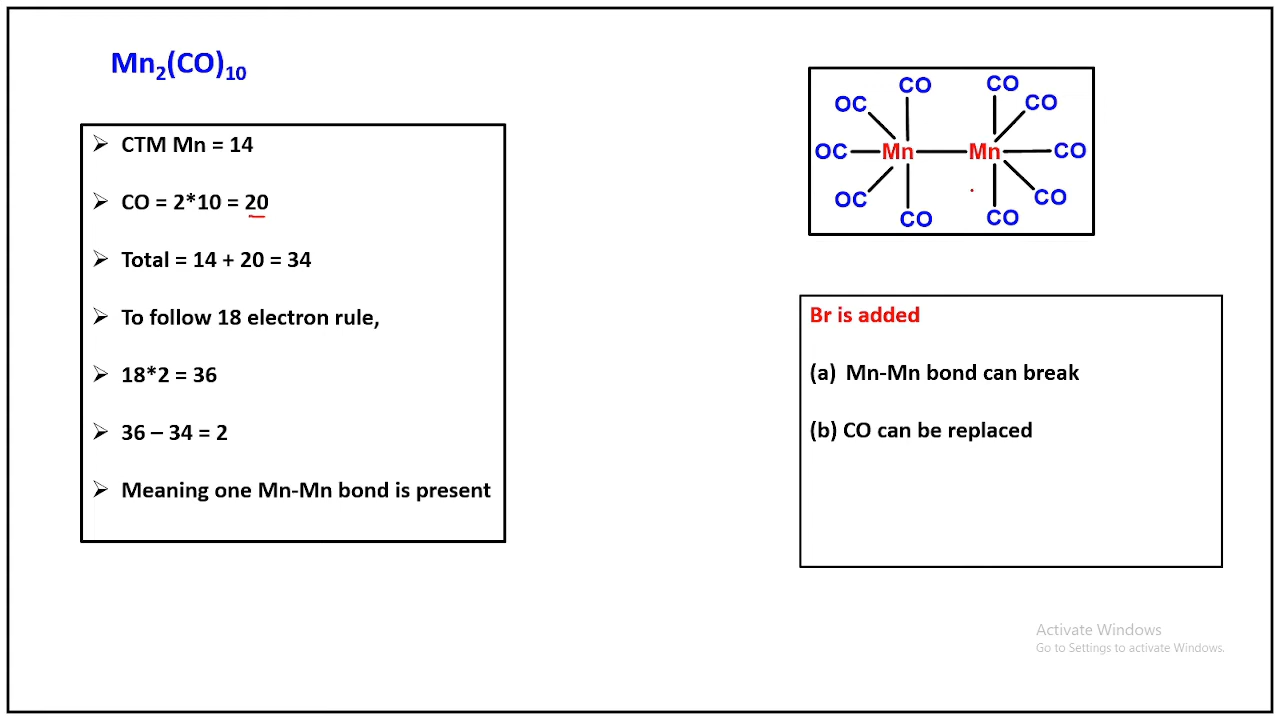 Mn2(CO)10
➢ CTM Mn = 14
➢ CO = 2*10 = 20
➢ Total = 14 + 20 = 34
➢ To follow 18 electron rule,
➢ 18*2 = 36
➢ 36 – 34 = 2
➢ Meaning one Mn-Mn bond is present
CO CO
OC CO
OC Mn Mn CO
OC CO
CO CO
Br is added
(a) Mn-Mn bond can break
(b) CO can be replaced
Activate Windows
Go to Settings to activate Windows.